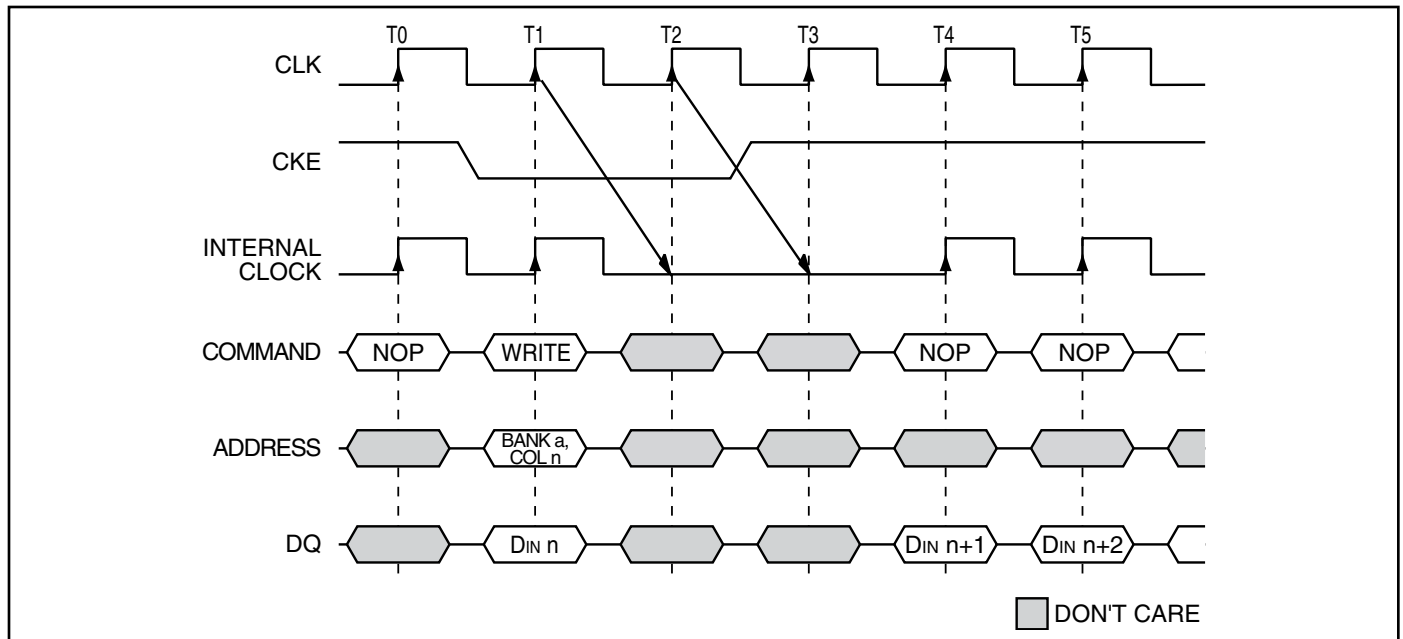 T0 T1 T2 T3 T4 T5
CLK
CKE
INTERNAL
CLOCK
COMMAND NOP WRITE NOP NOP
ADDRESS BANK a,
COL n
DQ DIN n DIN n+1 DIN n+2
DON'T CARE